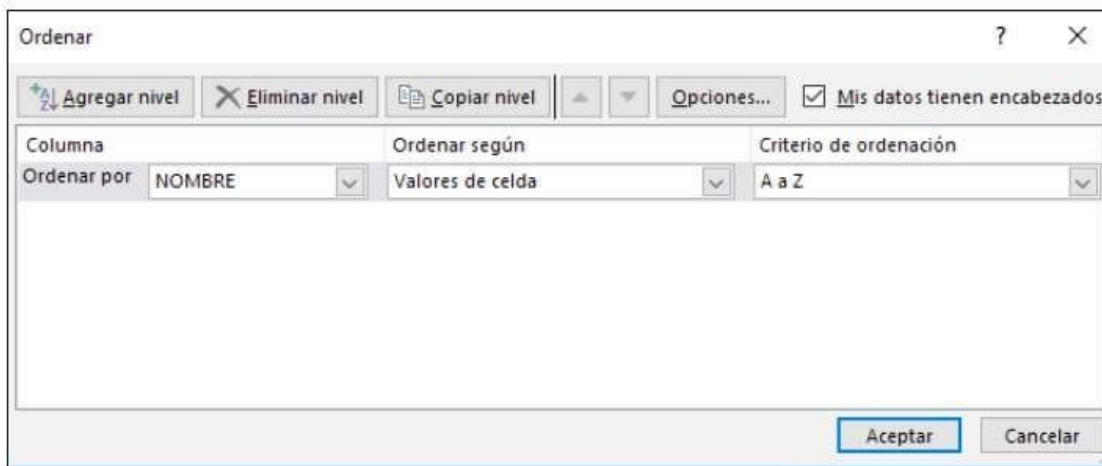 Ordenar ?
Agregar nivel Eliminar nivel Copiar nivel Opciones... Mis datos tienen encabezados
Columna Ordenar según Criterio de ordenación
Ordenar por NOMBRE Valores de celda A a Z
Aceptar Cancelar